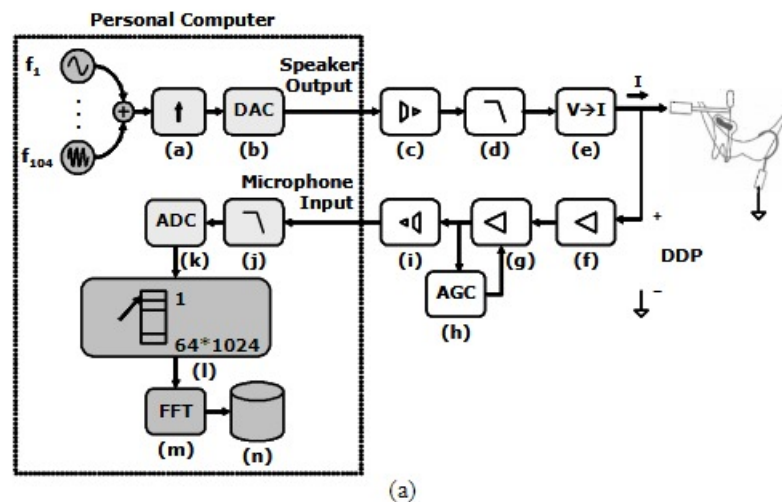 Personal Computer
f1
f104
+
(a)
DAC
(b)
Speaker
Output
(c)
(d)
V→I
(e)
I
Microphone
Input
ADC
(k)
(j)
(i)
(g)
(f)
AGC
(h)
+
DDP
−
1
64*1024
(l)
FFT
(m)
(n)
(a)